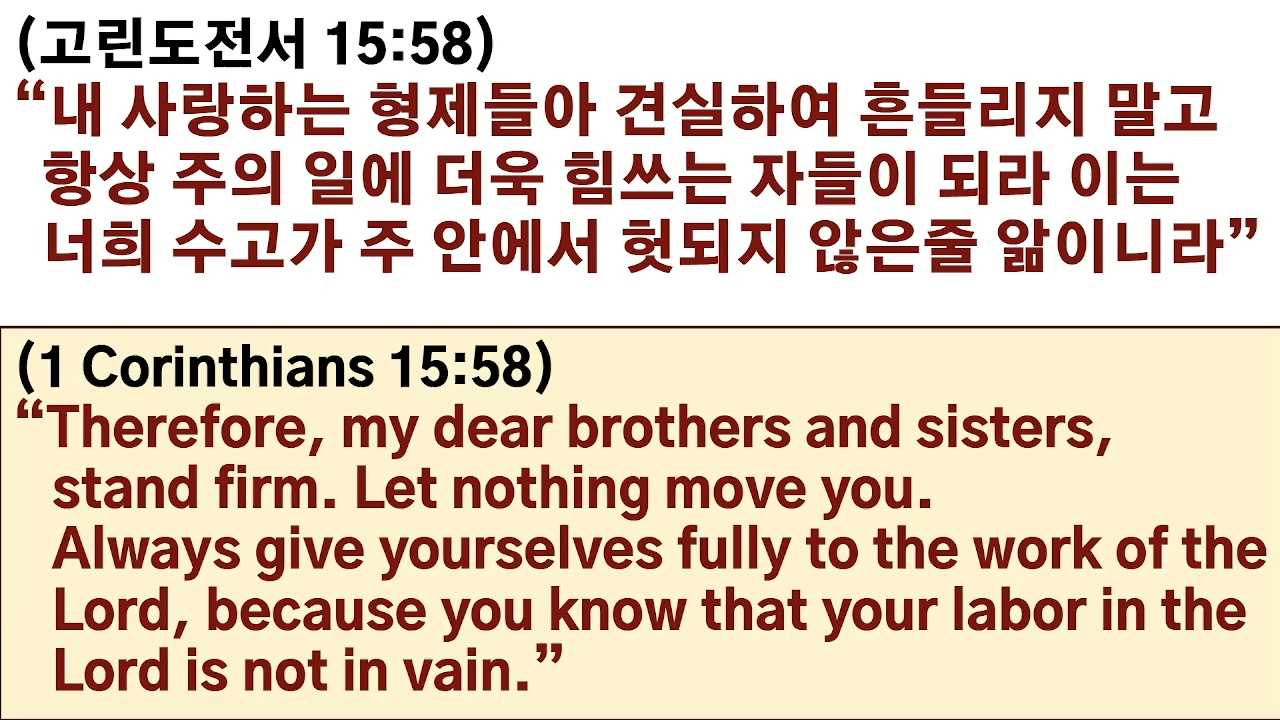 (고린도전서 15:58)
“내 사랑하는 형제들아 견실하여 흔들리지 말고
항상 주의 일에 더욱 힘쓰는 자들이 되라 이는
너희 수고가 주 안에서 헛되지 않은줄 앎이니라”
(1 Corinthians 15:58)
“Therefore, my dear brothers and sisters,
stand firm. Let nothing move you.
Always give yourselves fully to the work of the
Lord, because you know that your labor in the
Lord is not in vain.”